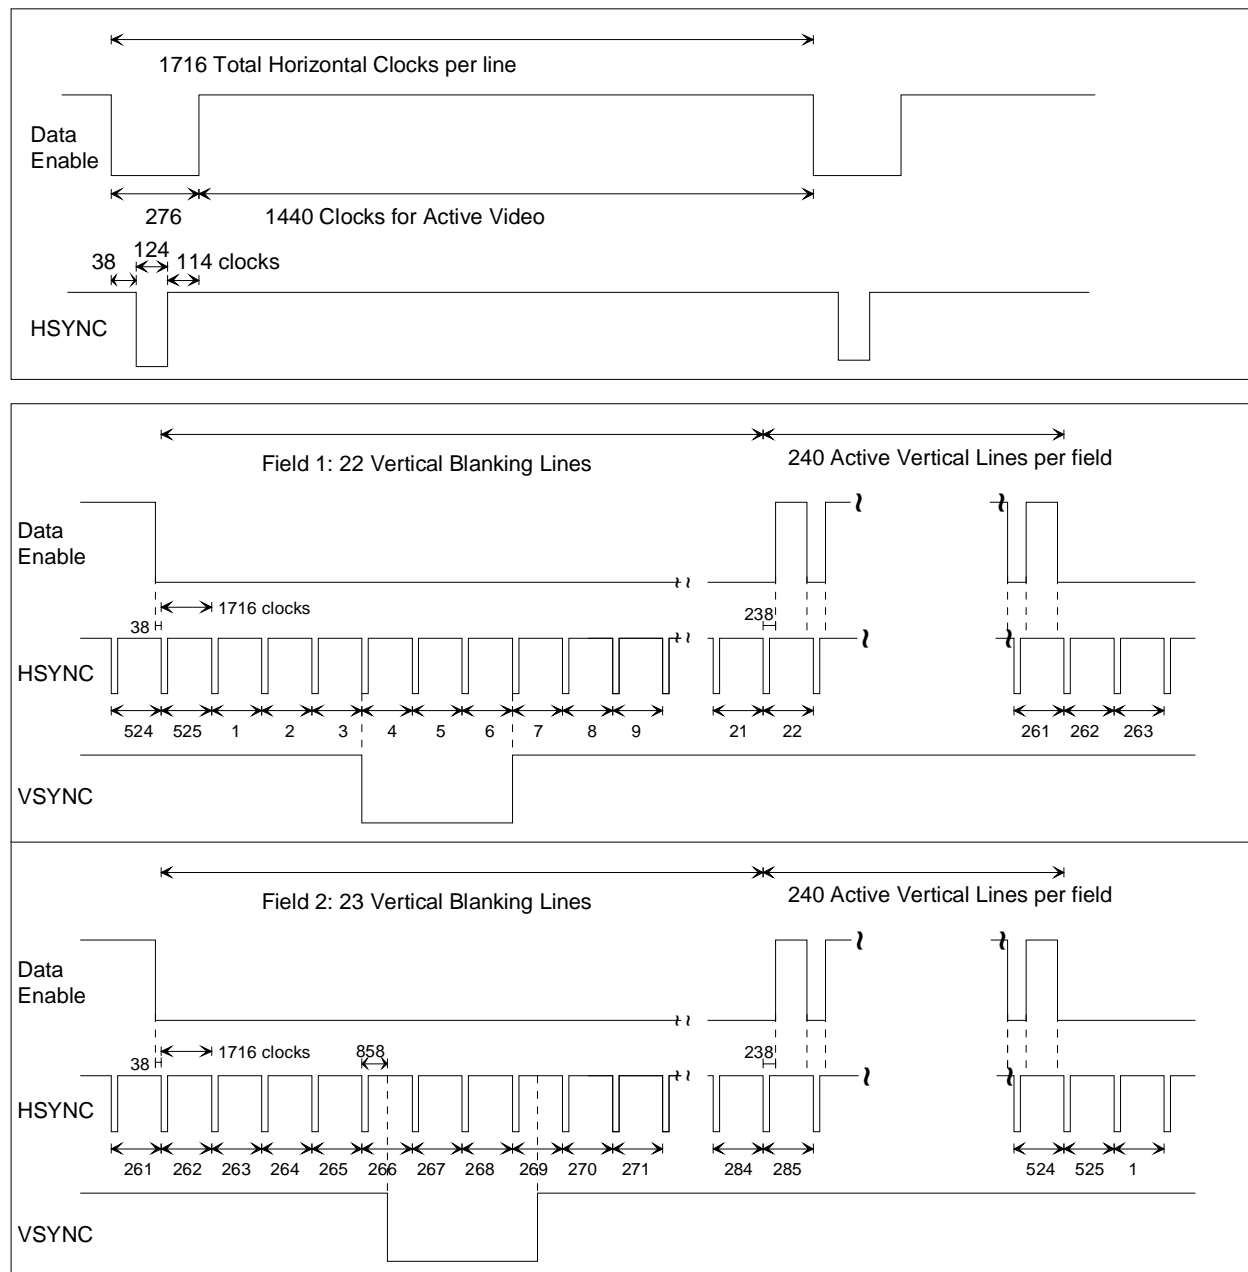 1716 Total Horizontal Clocks per line
Data
Enable
276
1440 Clocks for Active Video
38
124
114 clocks
HSYNC
Field 1: 22 Vertical Blanking Lines
240 Active Vertical Lines per field
Data
Enable
38
1716 clocks
238
HSYNC
524 525 1 2 3 4 5 6 7 8 9 21 22 261 262 263
VSYNC
Field 2: 23 Vertical Blanking Lines
240 Active Vertical Lines per field
Data
Enable
38
1716 clocks
858
238
HSYNC
261 262 263 264 265 266 267 268 269 270 271 284 285 524 525 1
VSYNC